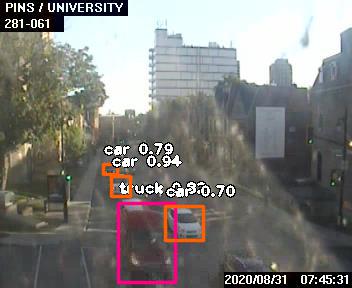 PINS / UNIVERSITY
281-061
car 0.79
car 0.94
truck
car 0.70
2020/08/31 07:45:31